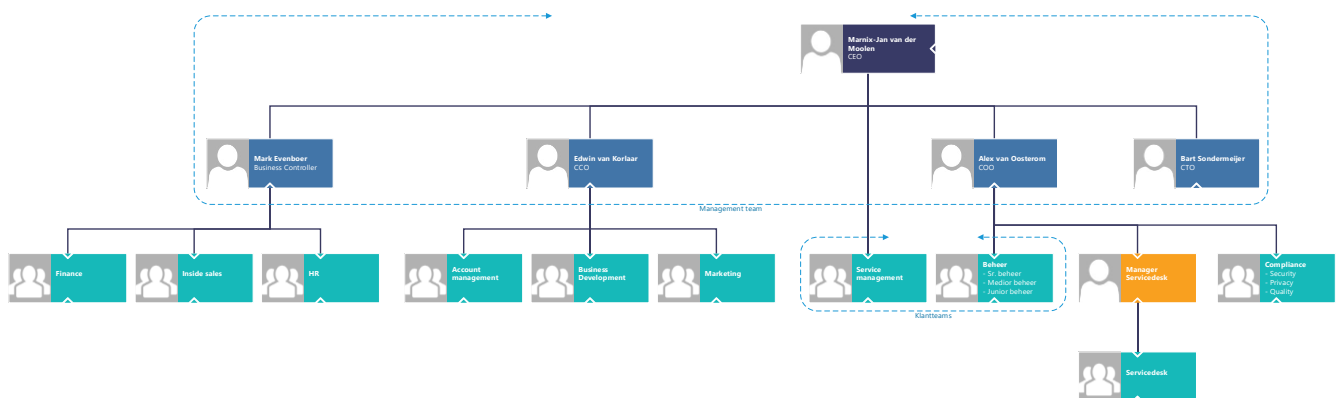 Marnix-Jan van der
Moolen
CEO
Mark Evenboer
Business Controller
Edwin van Korlaar
CCO
Alex van Oosterom
COO
Bart Sondermeijer
CTO
Management team
Finance
Inside sales
HR
Account
management
Business
Development
Marketing
Service
management
Beheer
- Sr. beheer
- Medior beheer
- Junior beheer
Manager
Servicedesk
Compliance
- Security
- Privacy
- Quality
Klantteams
Servicedesk